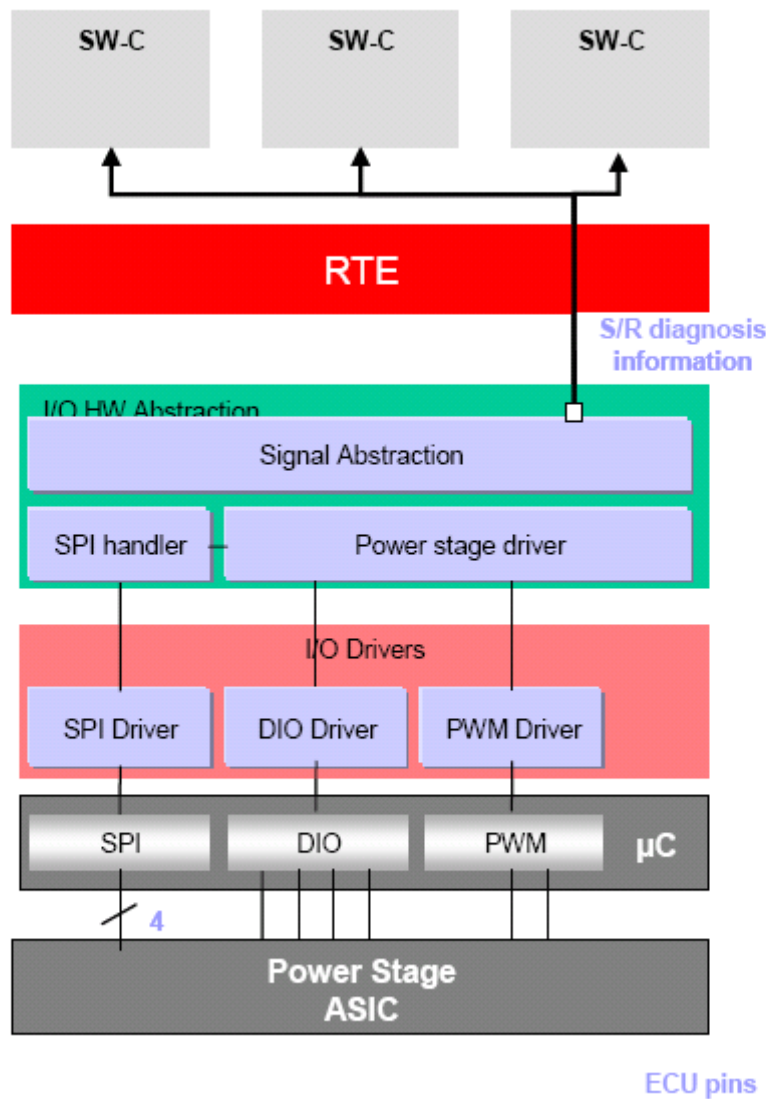 SW-C
SW-C
SW-C
RTE
S/R diagnosis
information
I/O HW Abstraction
Signal Abstraction
SPI handler
Power stage driver
I/O Drivers
SPI Driver
DIO Driver
PWM Driver
SPI
DIO
PWM
µC
4
Power Stage
ASIC
ECU pins